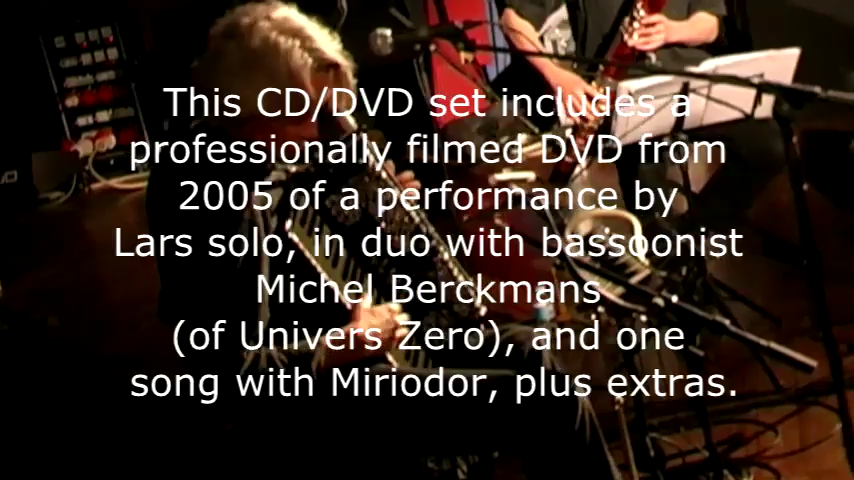 This CD/DVD set includes a
professionally filmed DVD from
2005 of a performance by
Lars solo, in duo with bassoonist
Michel Berckmans
(of Univers Zero), and one
song with Miriodor, plus extras.